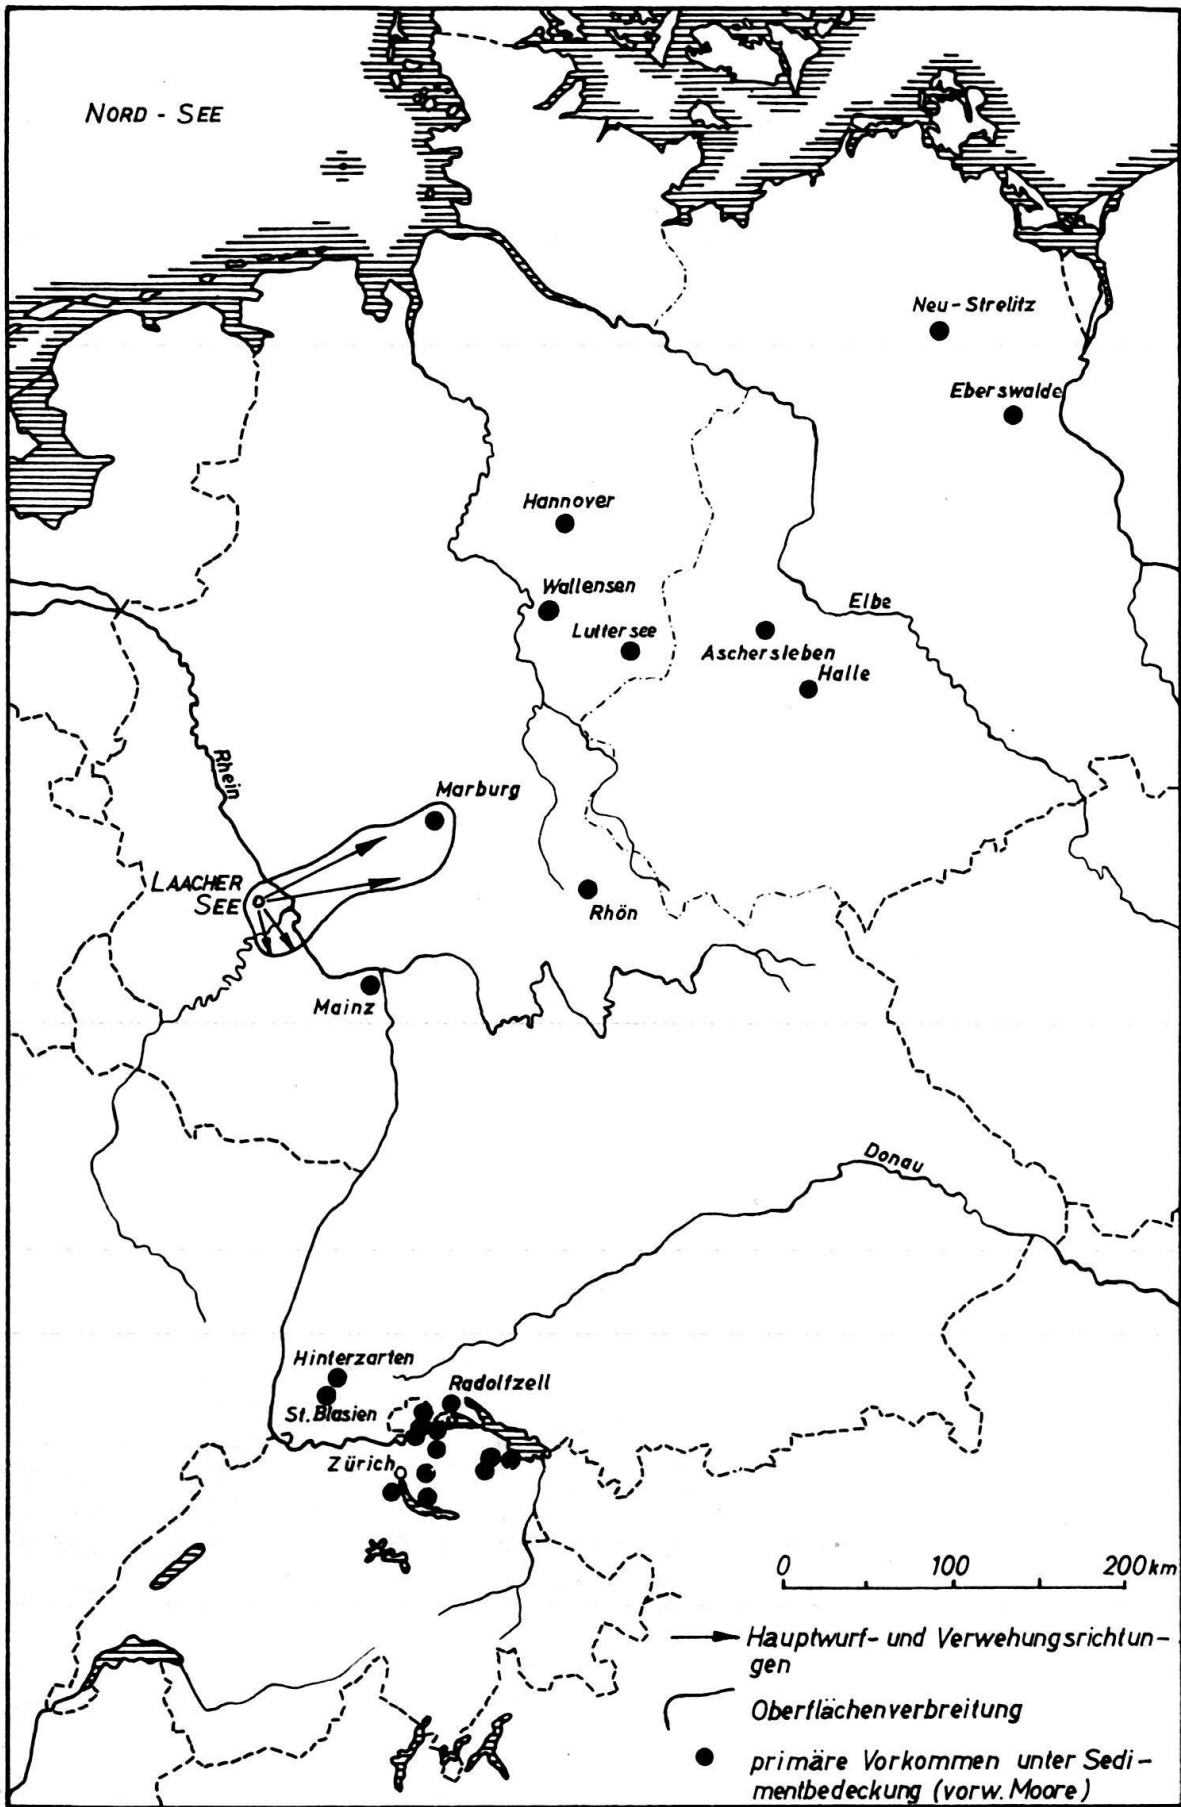 NORD - SEE
Neu-Strelitz
Eberswalde
Hannover
Wallensen
Luttersee
Elbe
Aschersleben
Halle
Rhein
Marburg
LAACHER
SEE
Rhön
Mainz
Donau
Hinterzarten
Radolfzell
St. Blasien
Zürich
0 100 200 km
Hauptwurf- und Verwehungsrichtun-
gen
Oberflächenverbreitung
primäre Vorkommen unter Sedi-
mentbedeckung (vorw. Moore)